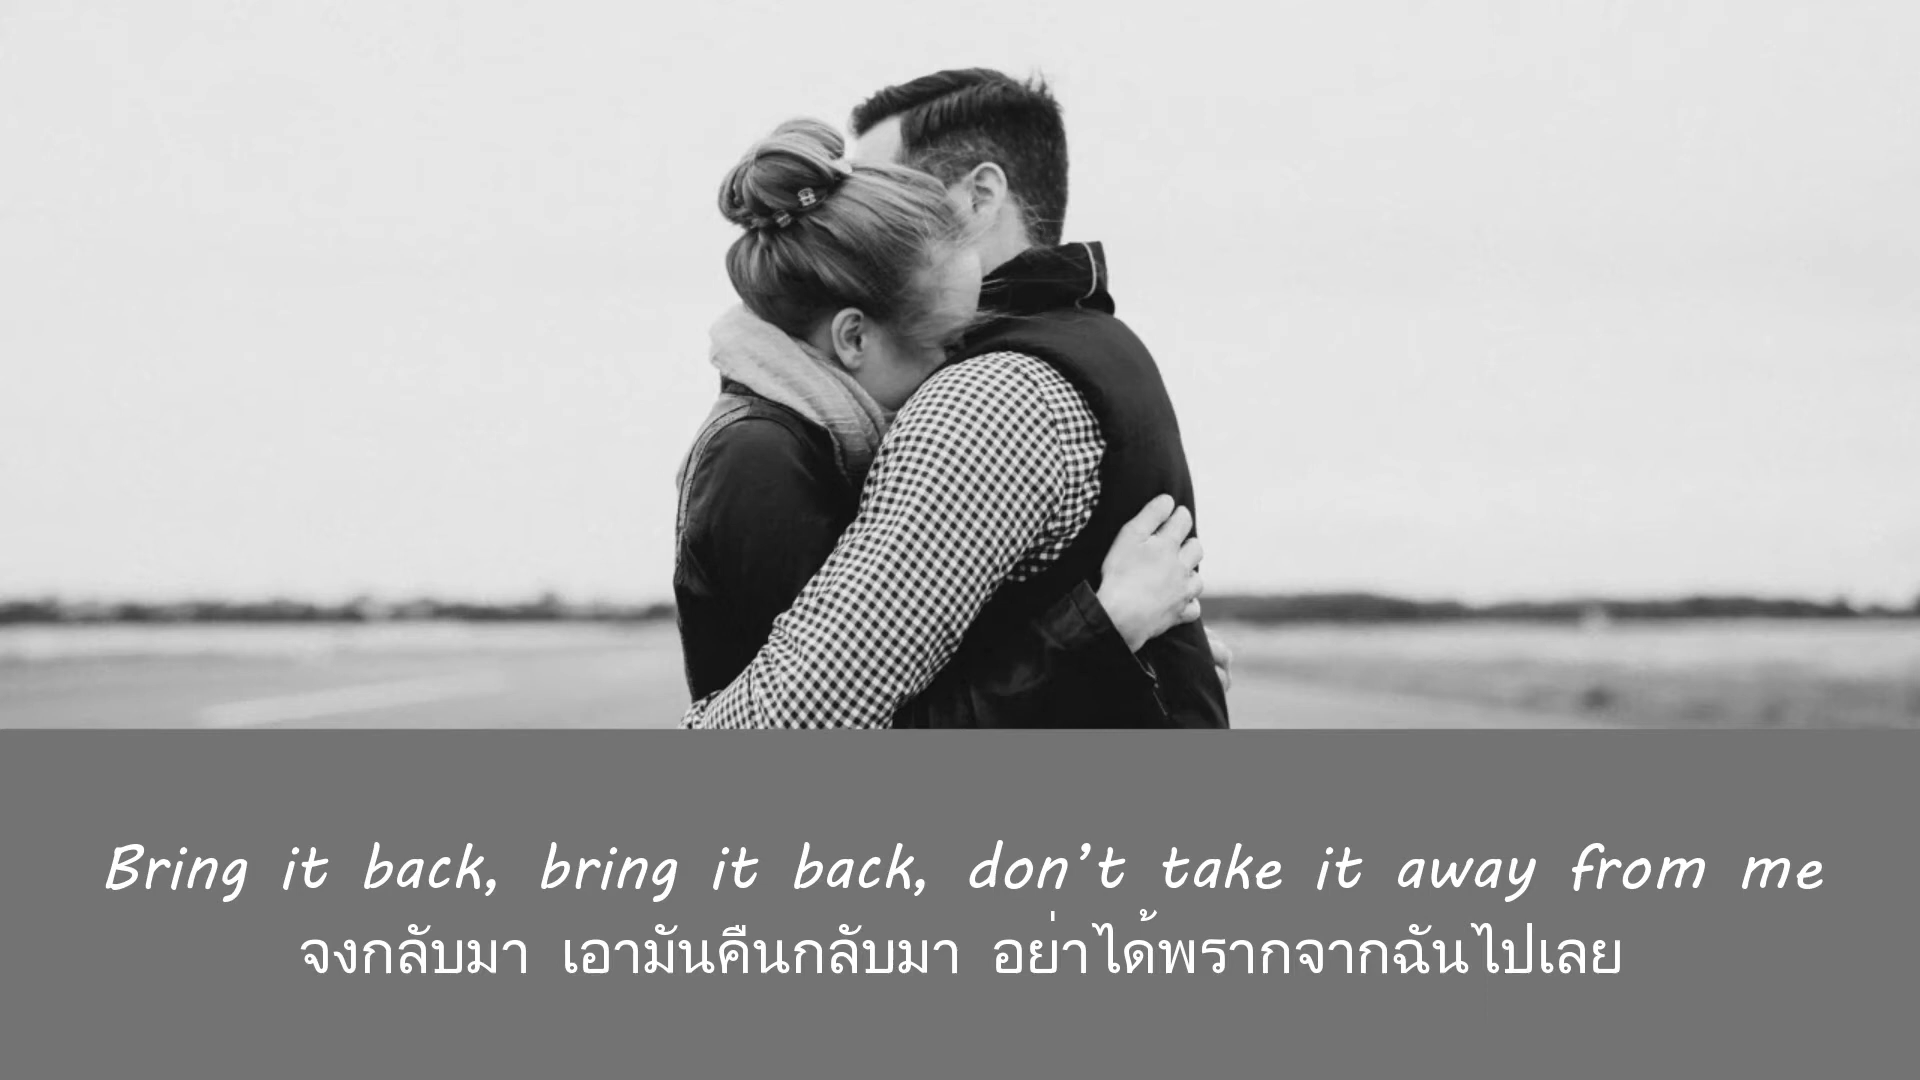 Bring it back, bring it back, don't take it away from me
จงกลับมา เอามันคืนกลับมา อย่าได้พรากจากฉันไปเลย